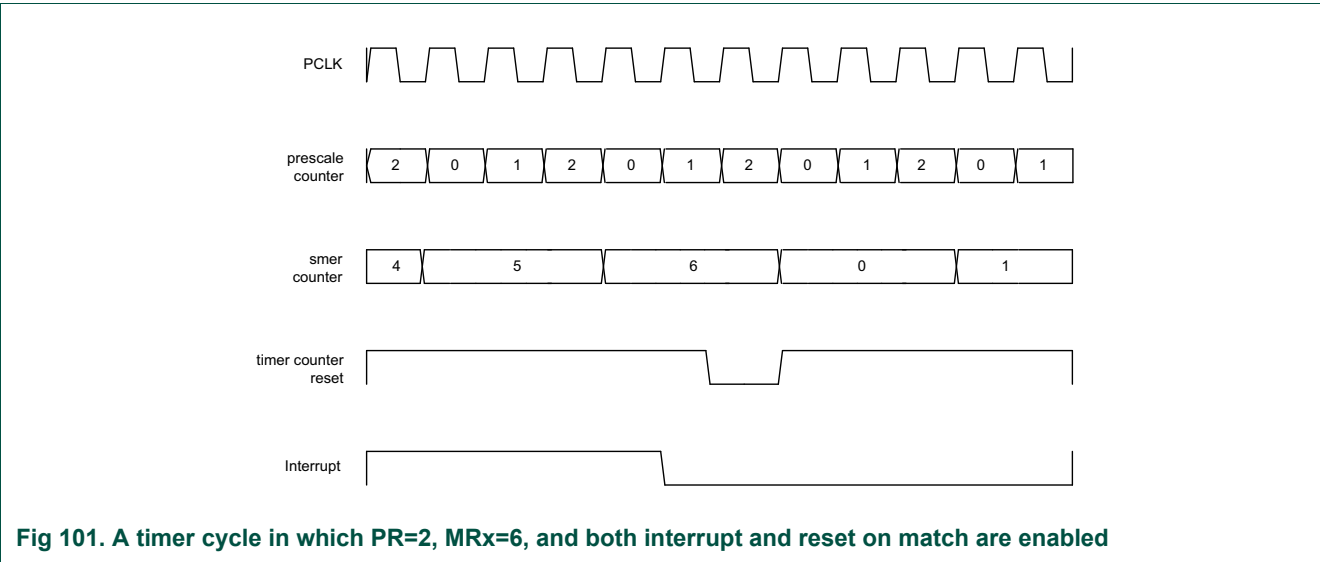 PCLK
prescale
counter
2 0 1 2 0 1 2 0 1 2 0 1
smer
counter
4 5 6 0 1
timer counter
reset
Interrupt
Fig 101. A timer cycle in which PR=2, MRx=6, and both interrupt and reset on match are enabled